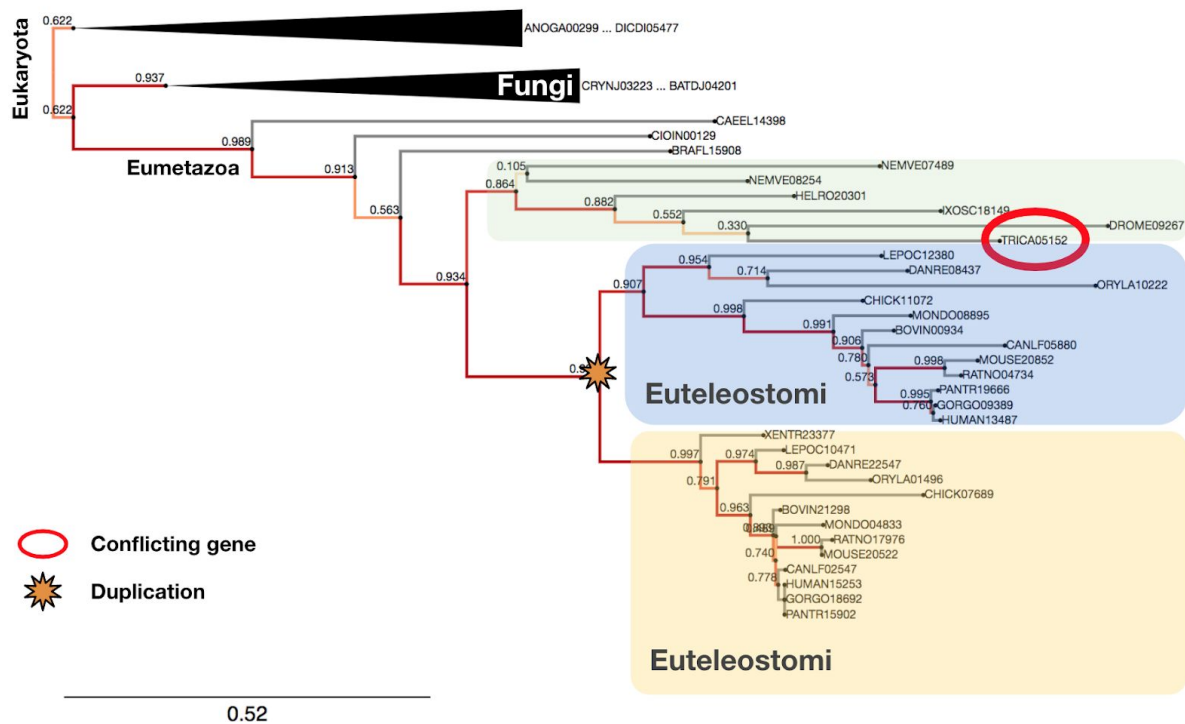 Eukaryota
0.622
ANOGA00299 ... DICDI05477
0.937
Fungi
CRYNJ03223 ... BATDJ04201
0.622
CAEEL14398
0.989
CIOIN00129
Eumetazoa
0.913
BRAFL15908
0.105
NEMVE07489
0.864
NEMVE08254
0.563
0.882
HELRO20301
0.552
IXOSC18149
0.330
DROME09267
TRICA05152
0.934
0.954
LEPOC12380
0.714
DANRE08437
0.907
ORYLA10222
0.998
CHICK11072
0.991
MONDO08895
0.906
BOVIN00934
0.780
CANLF05880
0.998
MOUSE20852
0.573
RATNO04734
0.995
PANTR19666
0.760
GORGO09389
HUMAN13487
Euteleostomi
XENTR23377
0.997
0.974
LEPOC10471
0.987
DANRE22547
0.791
ORYLA01496
0.963
CHICK07689
BOVIN21298
MONDO04833
1.000
RATNO17976
0.740
MOUSE20522
0.778
CANLF02547
HUMAN15253
GORGO18692
PANTR15902
Euteleostomi
Conflicting gene
Duplication
0.52